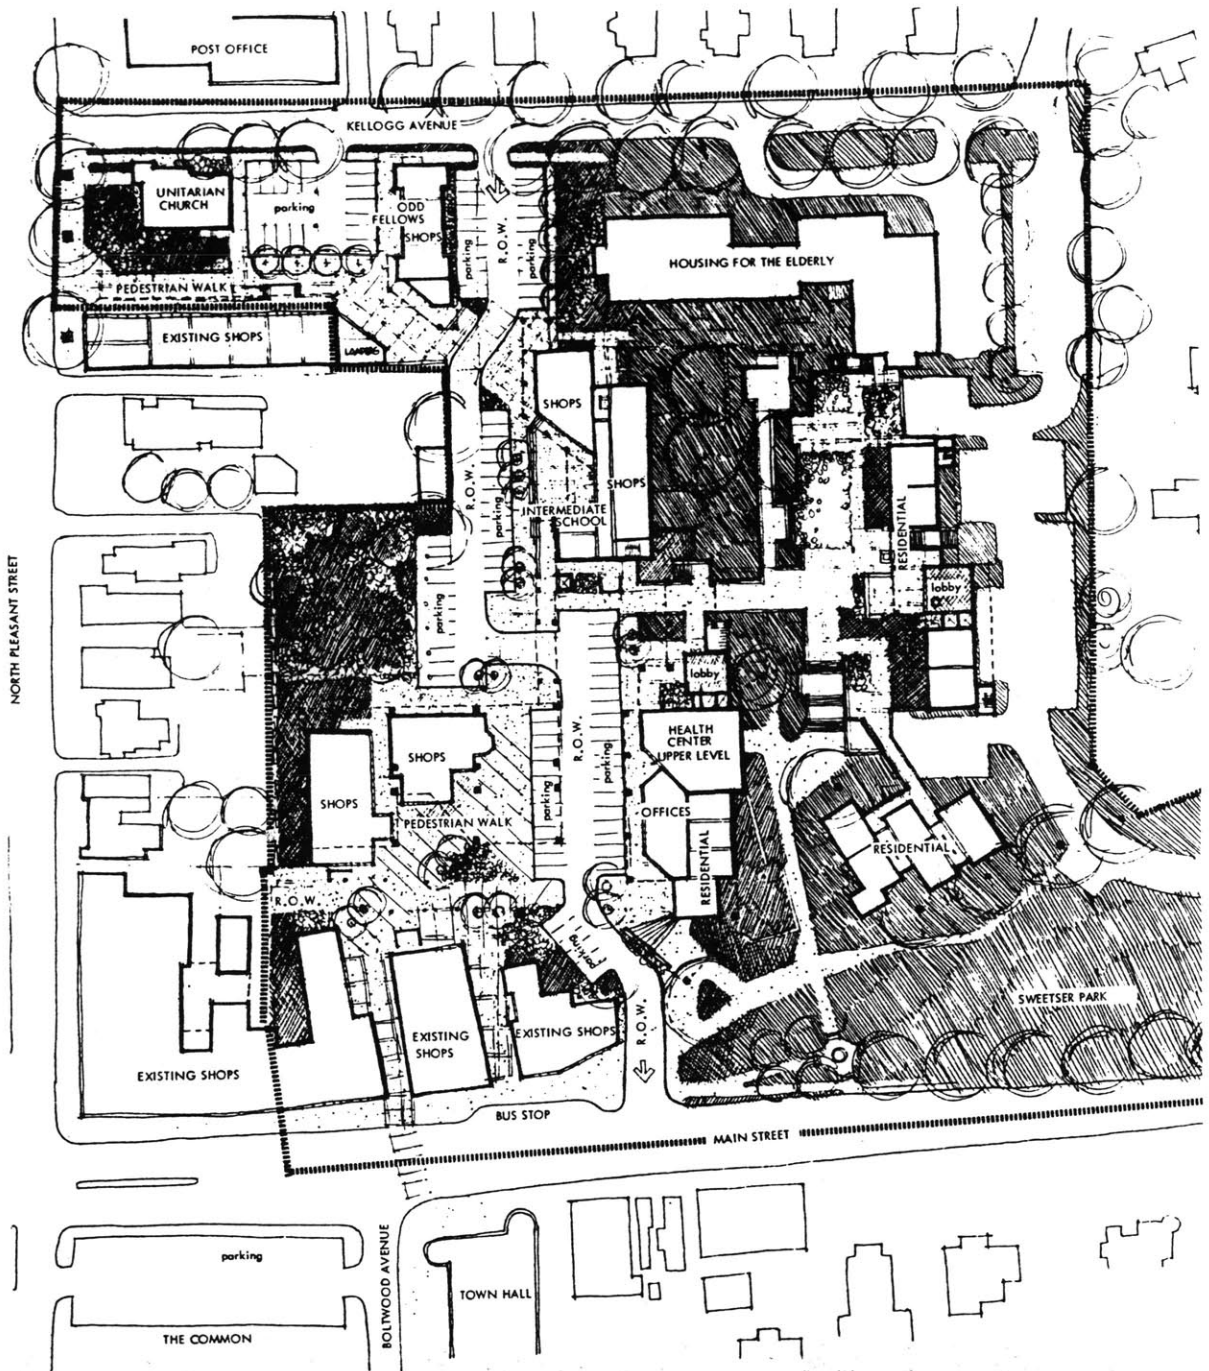 POST OFFICE
KELLOGG AVENUE
UNITARIAN
CHURCH
parking
ODD
FELLOWS
SHOPS
parking
R.O.W.
parking
HOUSING FOR THE ELDERLY
PEDESTRIAN WALK
EXISTING SHOPS
SHOPS
SHOPS
R.O.W.
parking
INTERMEDIATE
SCHOOL
RESIDENTIAL
NORTH PLEASANT STREET
parking
lobby
lobby
HEALTH
CENTER
UPPER LEVEL
R.O.W.
SHOPS
parking
parking
SHOPS
OFFICES
PEDESTRIAN WALK
RESIDENTIAL
RESIDENTIAL
R.O.W.
SWEETSER PARK
R.O.W.
EXISTING
SHOPS
EXISTING SHOPS
EXISTING SHOPS
BUS STOP
MAIN STREET
parking
BOLTWOOD AVENUE
TOWN HALL
THE COMMON